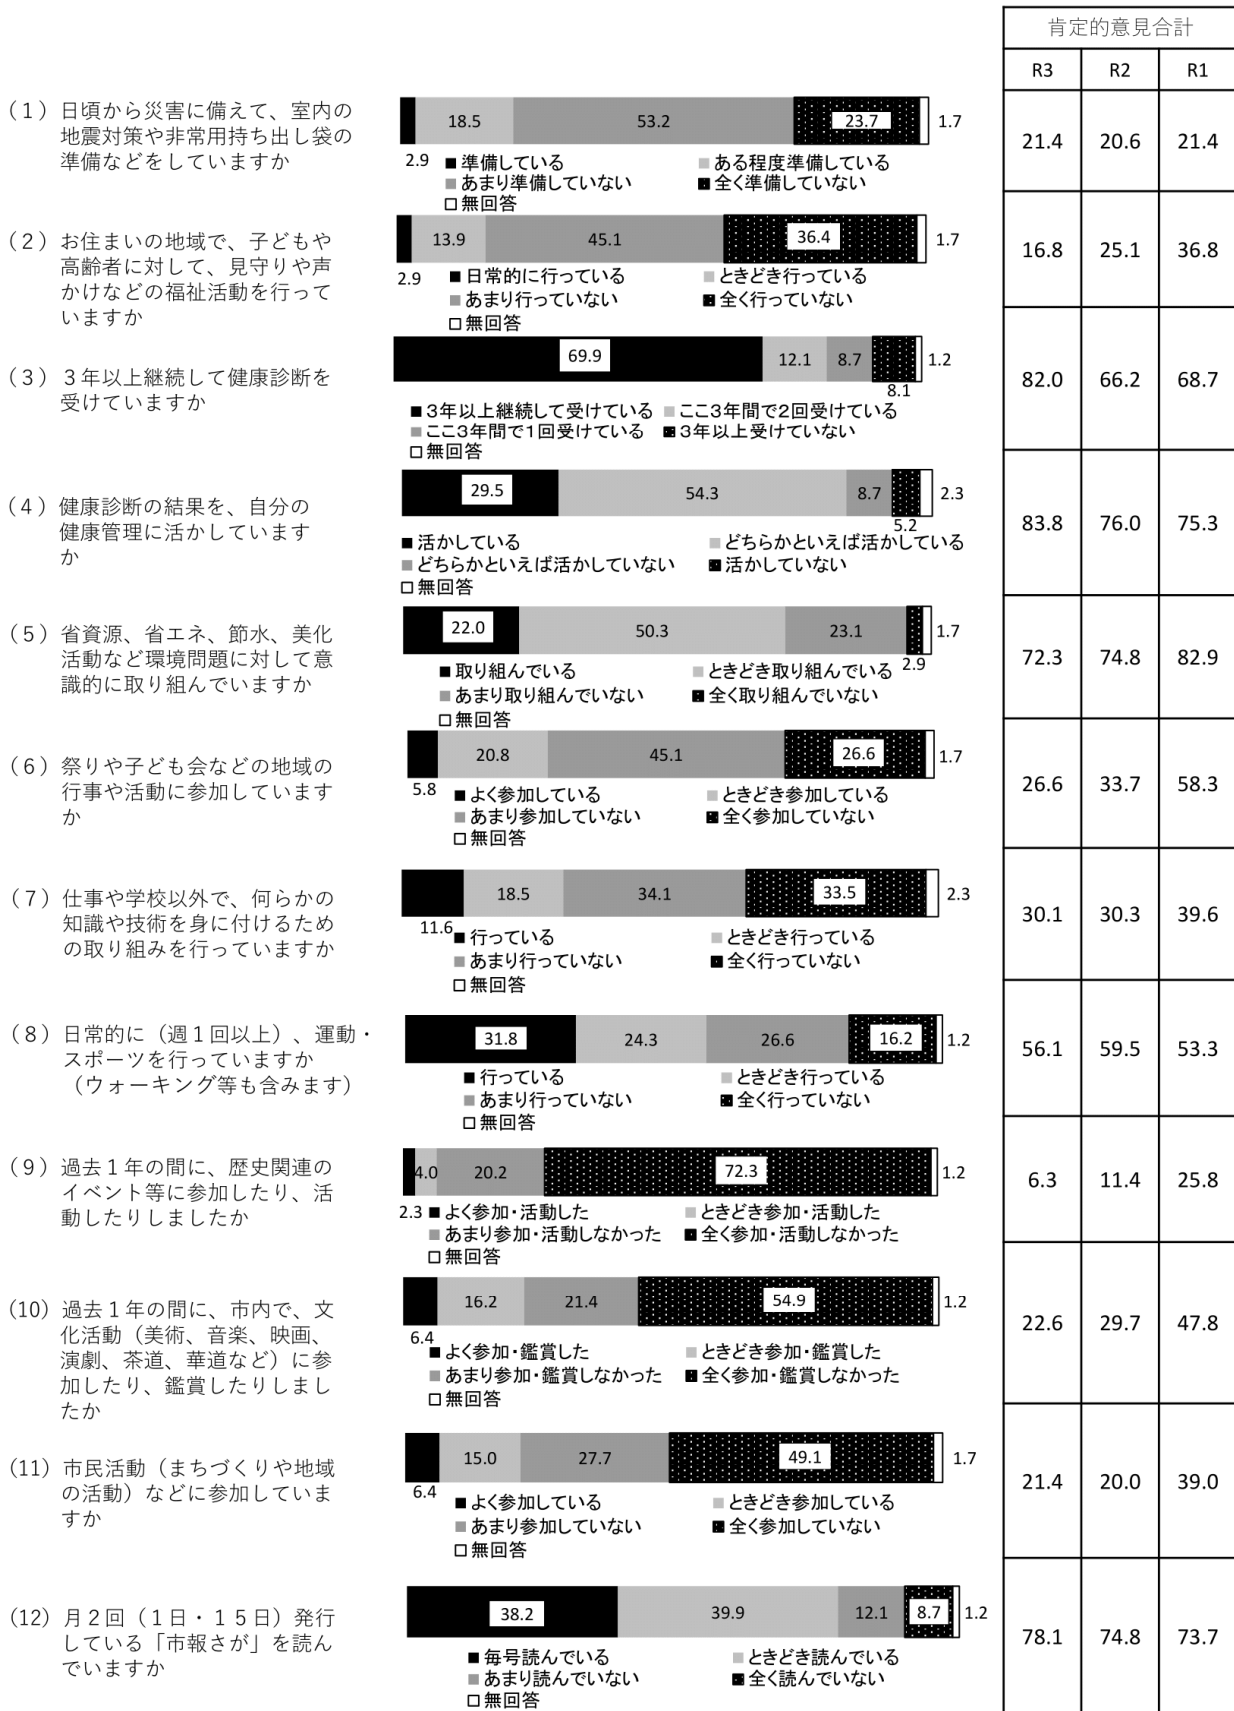 肯定的意見合計
R3 R2 R1
(1) 日頃から災害に備えて、室内の
地震対策や非常用持ち出し袋の
準備などをしていますか
18.5 53.2 23.7 1.7
2.9 ■準備している ■ある程度準備している
■あまり準備していない ■全く準備していない
□無回答
21.4 20.6 21.4
(2) お住まいの地域で、子どもや
高齢者に対して、見守りや声
かけなどの福祉活動を行って
いますか
13.9 45.1 36.4 1.7
2.9 ■日常的に行っている ■ときどき行っている
■あまり行っていない ■全く行っていない
□無回答
16.8 25.1 36.8
(3) 3年以上継続して健康診断を
受けていますか
69.9 12.1 8.7 1.2
8.1
■3年以上継続して受けている ■ここ3年間で2回受けている
■ここ3年間で1回受けている ■3年以上受けていない
□無回答
82.0 66.2 68.7
(4) 健康診断の結果を、自分の
健康管理に活かしています
か
29.5 54.3 8.7 2.3
5.2
■活かしている ■どちらかといえば活かしている
■どちらかといえば活かしていない ■活かしていない
□無回答
83.8 76.0 75.3
(5) 省資源、省エネ、節水、美化
活動など環境問題に対して意
識的に取り組んでいますか
22.0 50.3 23.1 1.7
■取り組んでいる ■ときどき取り組んでいる 2.9
■あまり取り組んでいない ■全く取り組んでいない
□無回答
72.3 74.8 82.9
(6) 祭りや子ども会などの地域の
行事や活動に参加しています
か
20.8 45.1 26.6 1.7
5.8 ■よく参加している ■ときどき参加している
■あまり参加していない ■全く参加していない
□無回答
26.6 33.7 58.3
(7) 仕事や学校以外で、何らかの
知識や技術を身に付けるため
の取り組みを行っていますか
18.5 34.1 33.5 2.3
11.6 ■行っている ■ときどき行っている
■あまり行っていない ■全く行っていない
□無回答
30.1 30.3 39.6
(8) 日常的に(週1回以上)、運動・
スポーツを行っていますか
(ウォーキング等も含みます)
31.8 24.3 26.6 16.2 1.2
■行っている ■ときどき行っている
■あまり行っていない ■全く行っていない
□無回答
56.1 59.5 53.3
(9) 過去1年の間に、歴史関連の
イベント等に参加したり、活
動したりしましたか
4.0 20.2 72.3 1.2
2.3 ■よく参加・活動した ■ときどき参加・活動した
■あまり参加・活動しなかった ■全く参加・活動しなかった
□無回答
6.3 11.4 25.8
(10) 過去1年の間に、市内で、文
化活動(美術、音楽、映画、
演劇、茶道、華道など)に参
加したり、鑑賞したりしまし
たか
16.2 21.4 54.9 1.2
6.4
■よく参加・鑑賞した ■ときどき参加・鑑賞した
■あまり参加・鑑賞しなかった ■全く参加・鑑賞しなかった
□無回答
22.6 29.7 47.8
(11) 市民活動(まちづくりや地域
の活動)などに参加していま
すか
15.0 27.7 49.1 1.7
6.4
■よく参加している ■ときどき参加している
■あまり参加していない ■全く参加していない
□無回答
21.4 20.0 39.0
(12) 月2回(1日・15日)発行
している「市報さが」を読ん
でいますか
38.2 39.9 12.1 8.7 1.2
■毎号読んでいる ■ときどき読んでいる
■あまり読んでいない ■全く読んでいない
□無回答
78.1 74.8 73.7